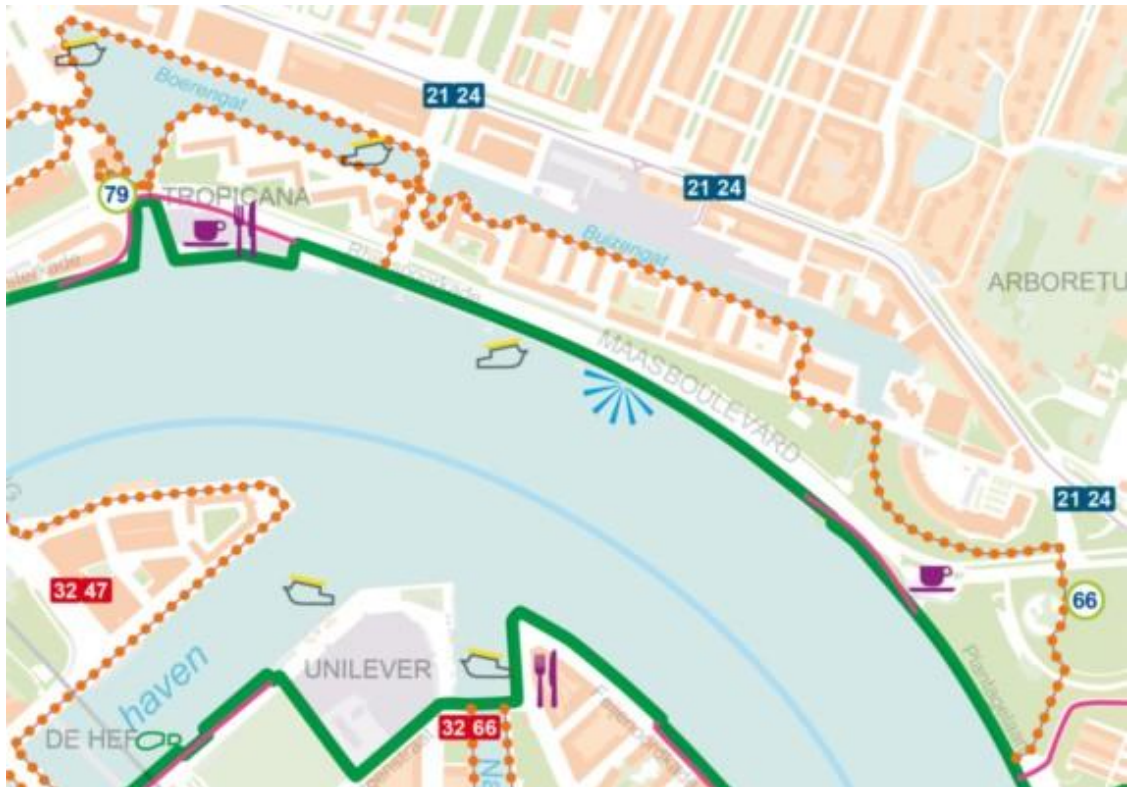 Boerengat
21 24
79
TROPICANA
21 24
Buizengat
ARBORETU
MAASBOULEVARD
21 24
32 47
66
haven
UNILEVER
32 66
DE HEF
Plantagelaan